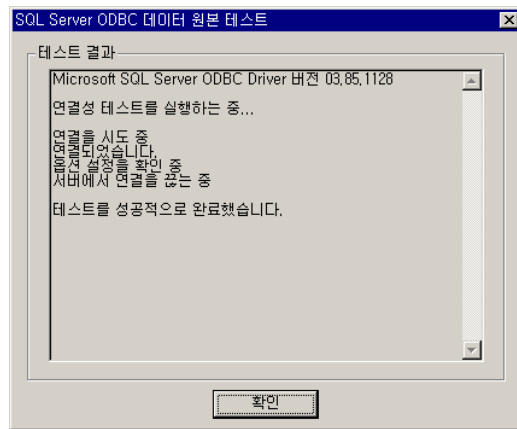 SQL Server ODBC 데이터 원본 테스트
테스트 결과
Microsoft SQL Server ODBC Driver 버전 03.85.1128
연결성 테스트를 실행하는 중...
연결을 시도 중
연결되었습니다.
옵션 설정을 확인 중
서버에서 연결을 끊는 중
테스트를 성공적으로 완료했습니다.
확인